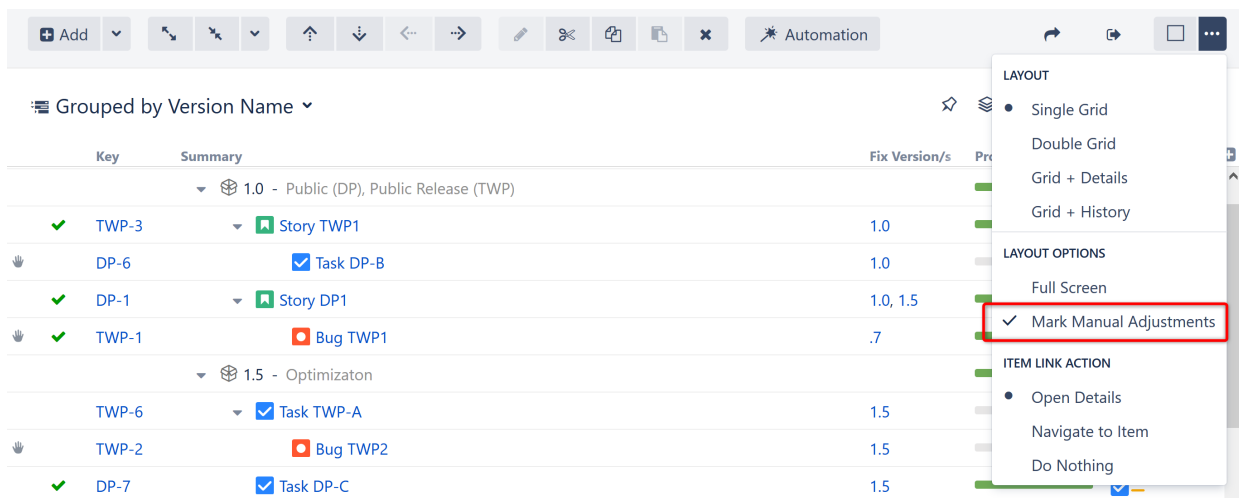 Add
Automation
Grouped by Version Name
Key Summary Fix Version/s
1.0 - Public (DP), Public Release (TWP)
TWP-3 Story TWP1 1.0
DP-6 Task DP-B 1.0
DP-1 Story DP1 1.0, 1.5
TWP-1 Bug TWP1 .7
1.5 - Optimizaton
TWP-6 Task TWP-A 1.5
TWP-2 Bug TWP2 1.5
DP-7 Task DP-C 1.5
LAYOUT
Single Grid
Double Grid
Grid + Details
Grid + History
LAYOUT OPTIONS
Full Screen
Mark Manual Adjustments
ITEM LINK ACTION
Open Details
Navigate to Item
Do Nothing